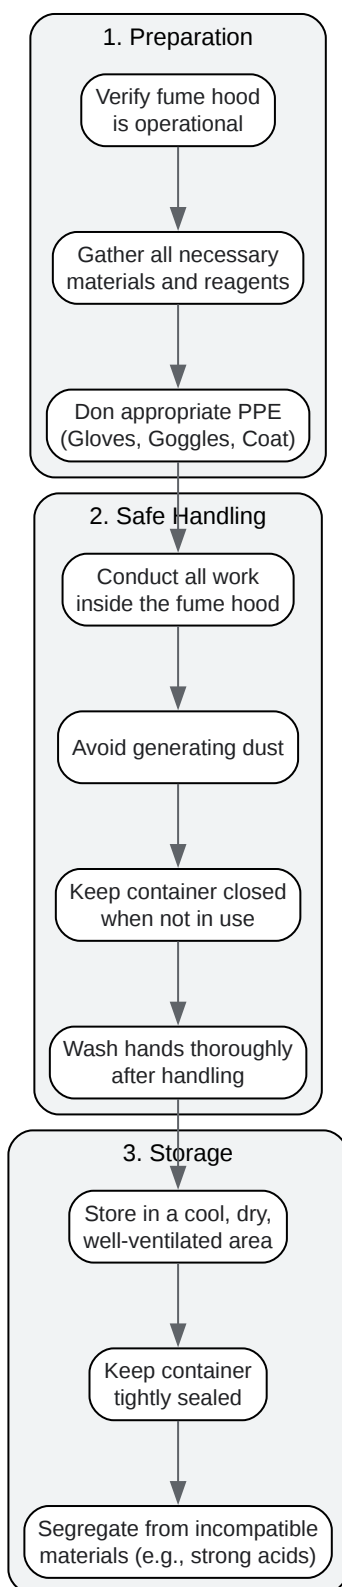 1. Preparation
Verify fume hood
is operational
Gather all necessary
materials and reagents
Don appropriate PPE
(Gloves, Goggles, Coat)
2. Safe Handling
Conduct all work
inside the fume hood
Avoid generating dust
Keep container closed
when not in use
Wash hands thoroughly
after handling
3. Storage
Store in a cool, dry,
well-ventilated area
Keep container
tightly sealed
Segregate from incompatible
materials (e.g., strong acids)